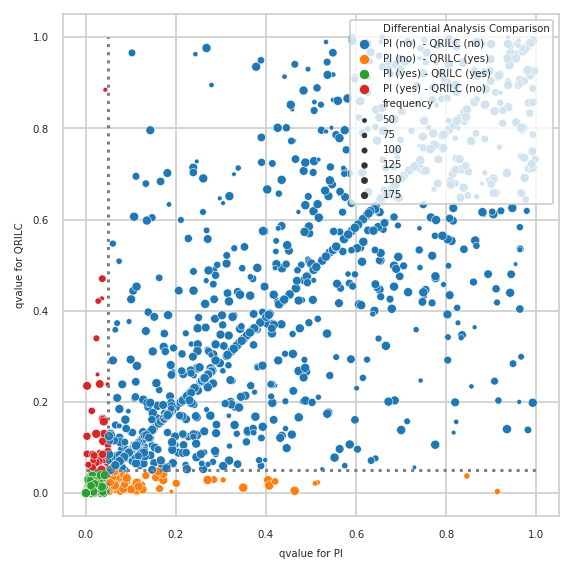 Differential Analysis Comparison
PI (no) - QRILC (no)
PI (no) - QRILC (yes)
PI (yes) - QRILC (yes)
PI (yes) - QRILC (no)
frequency
50
75
100
125
150
175
qvalue for QRILC
1.0
0.8
0.6
0.4
0.2
0.0
0.0 0.2 0.4 0.6 0.8 1.0
qvalue for PI